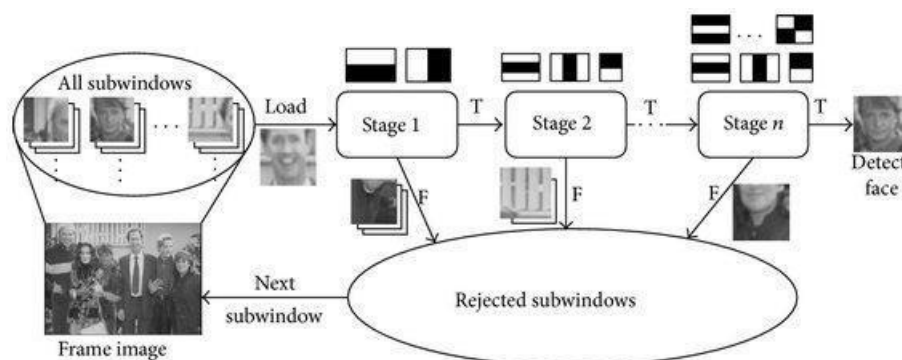 All subwindows
Load
Stage 1
T
Stage 2
T
Stage n
T
Detect
face
F
F
F
Rejected subwindows
Next
subwindow
Frame image